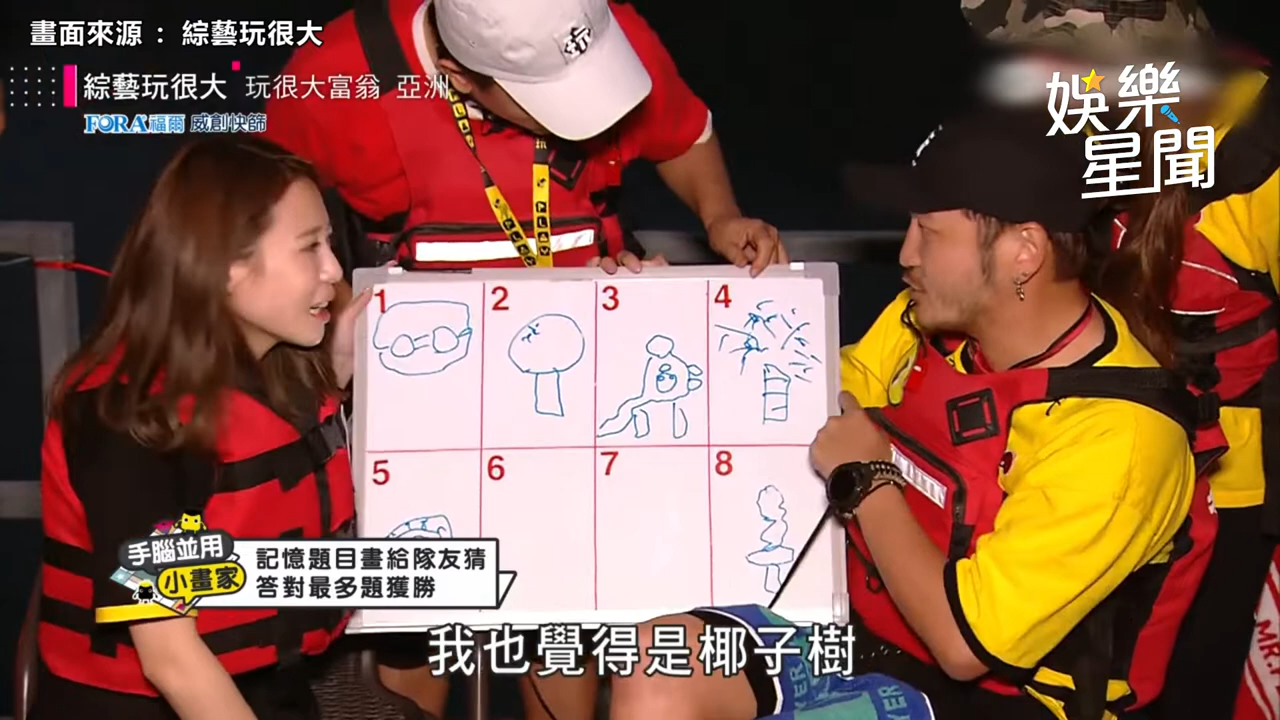 畫面來源：綜藝玩很大
綜藝玩很大 玩很大富翁 亞洲
FORA福爾 威創快篩
娛樂
星聞
玩
1 2 3 4
5 6 7 8
手腦並用
小畫家
記憶題目畫給隊友猜
答對最多題獲勝
我也覺得是椰子樹